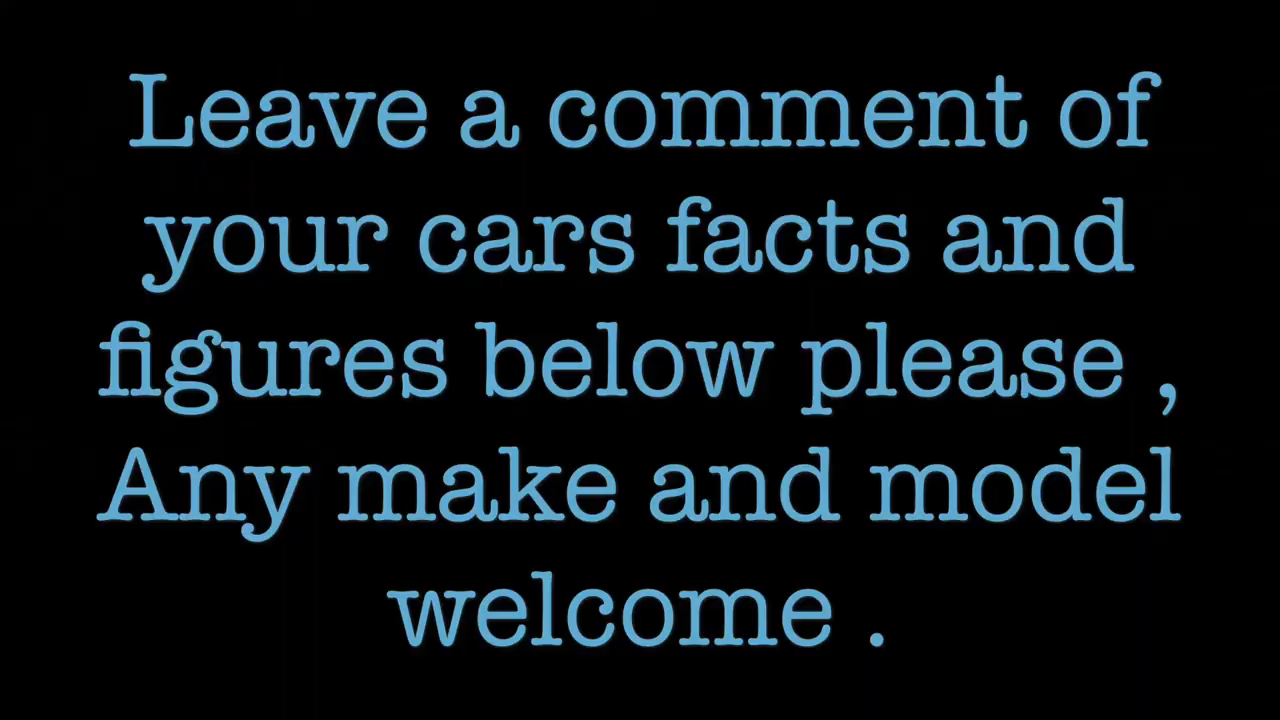 Leave a comment of
your cars facts and
figures below please ,
Any make and model
welcome .